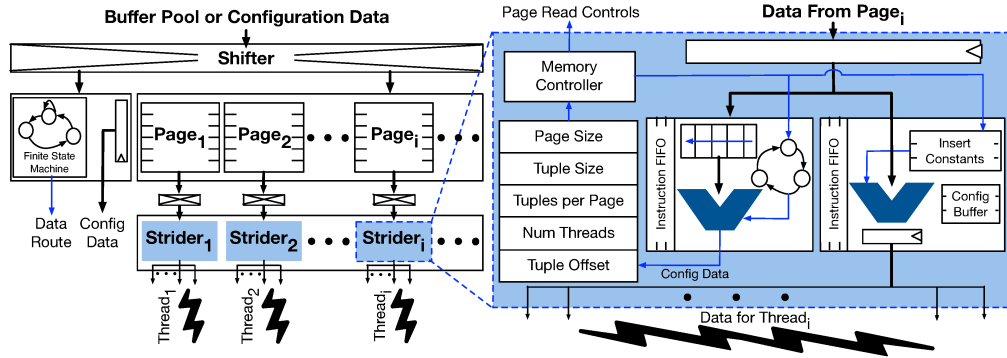 Buffer Pool or Configuration Data
Shifter
Finite State
Machine
Data
Route
Config
Data
Page1
Page2
Pagei
Strider1
Strider2
Strideri
Thread1
Thread2
Threadi
Page Read Controls
Data From Pagei
Memory
Controller
Page Size
Tuple Size
Tuples per Page
Num Threads
Tuple Offset
Instruction FIFO
Config Data
Instruction FIFO
Insert
Constants
Config
Buffer
Data for Threadi